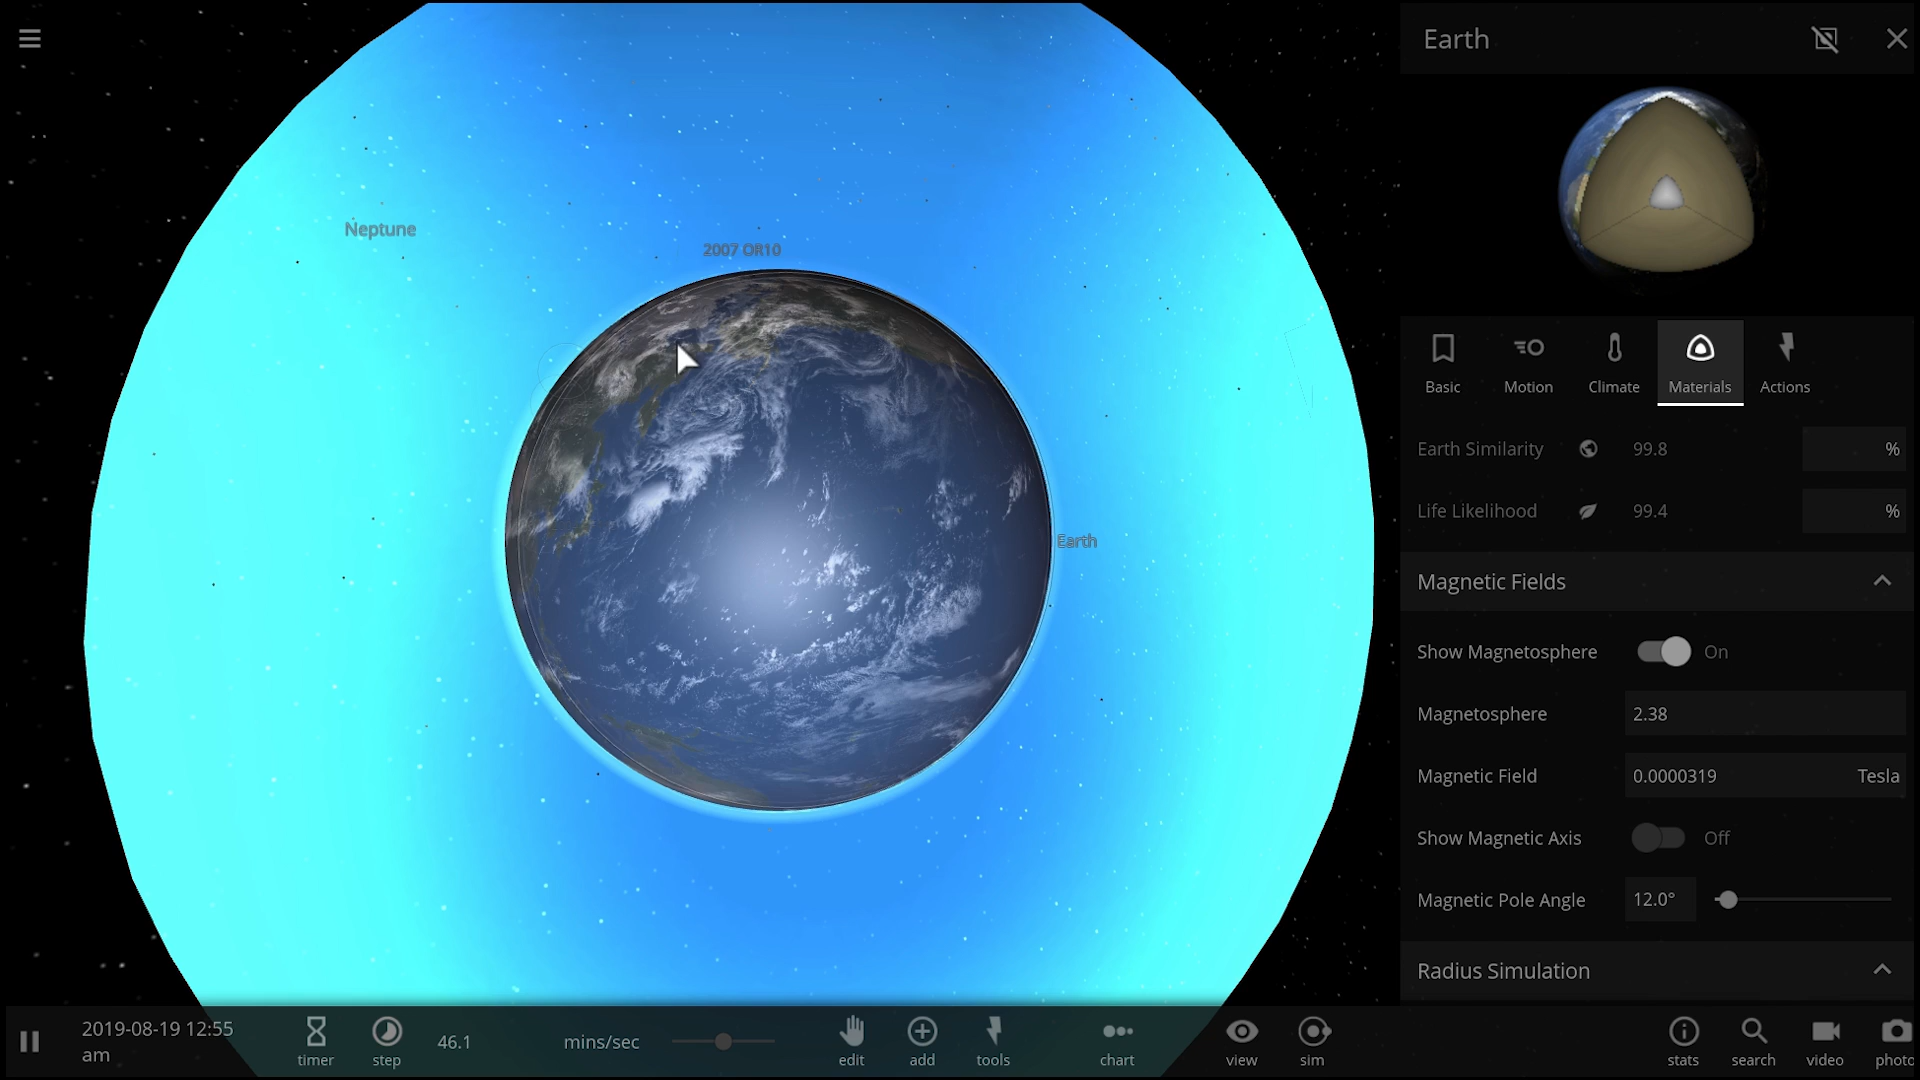 Earth
Neptune
2007 OR10
Earth
Basic
Motion
Climate
Materials
Actions
Earth Similarity 99.8 %
Life Likelihood 99.4 %
Magnetic Fields
Show Magnetosphere On
Magnetosphere 2.38
Magnetic Field 0.0000319 Tesla
Show Magnetic Axis Off
Magnetic Pole Angle 12.0°
Radius Simulation
2019-08-19 12:55
am
timer
step
46.1
mins/sec
edit
add
tools
chart
view
sim
stats
search
video
photo